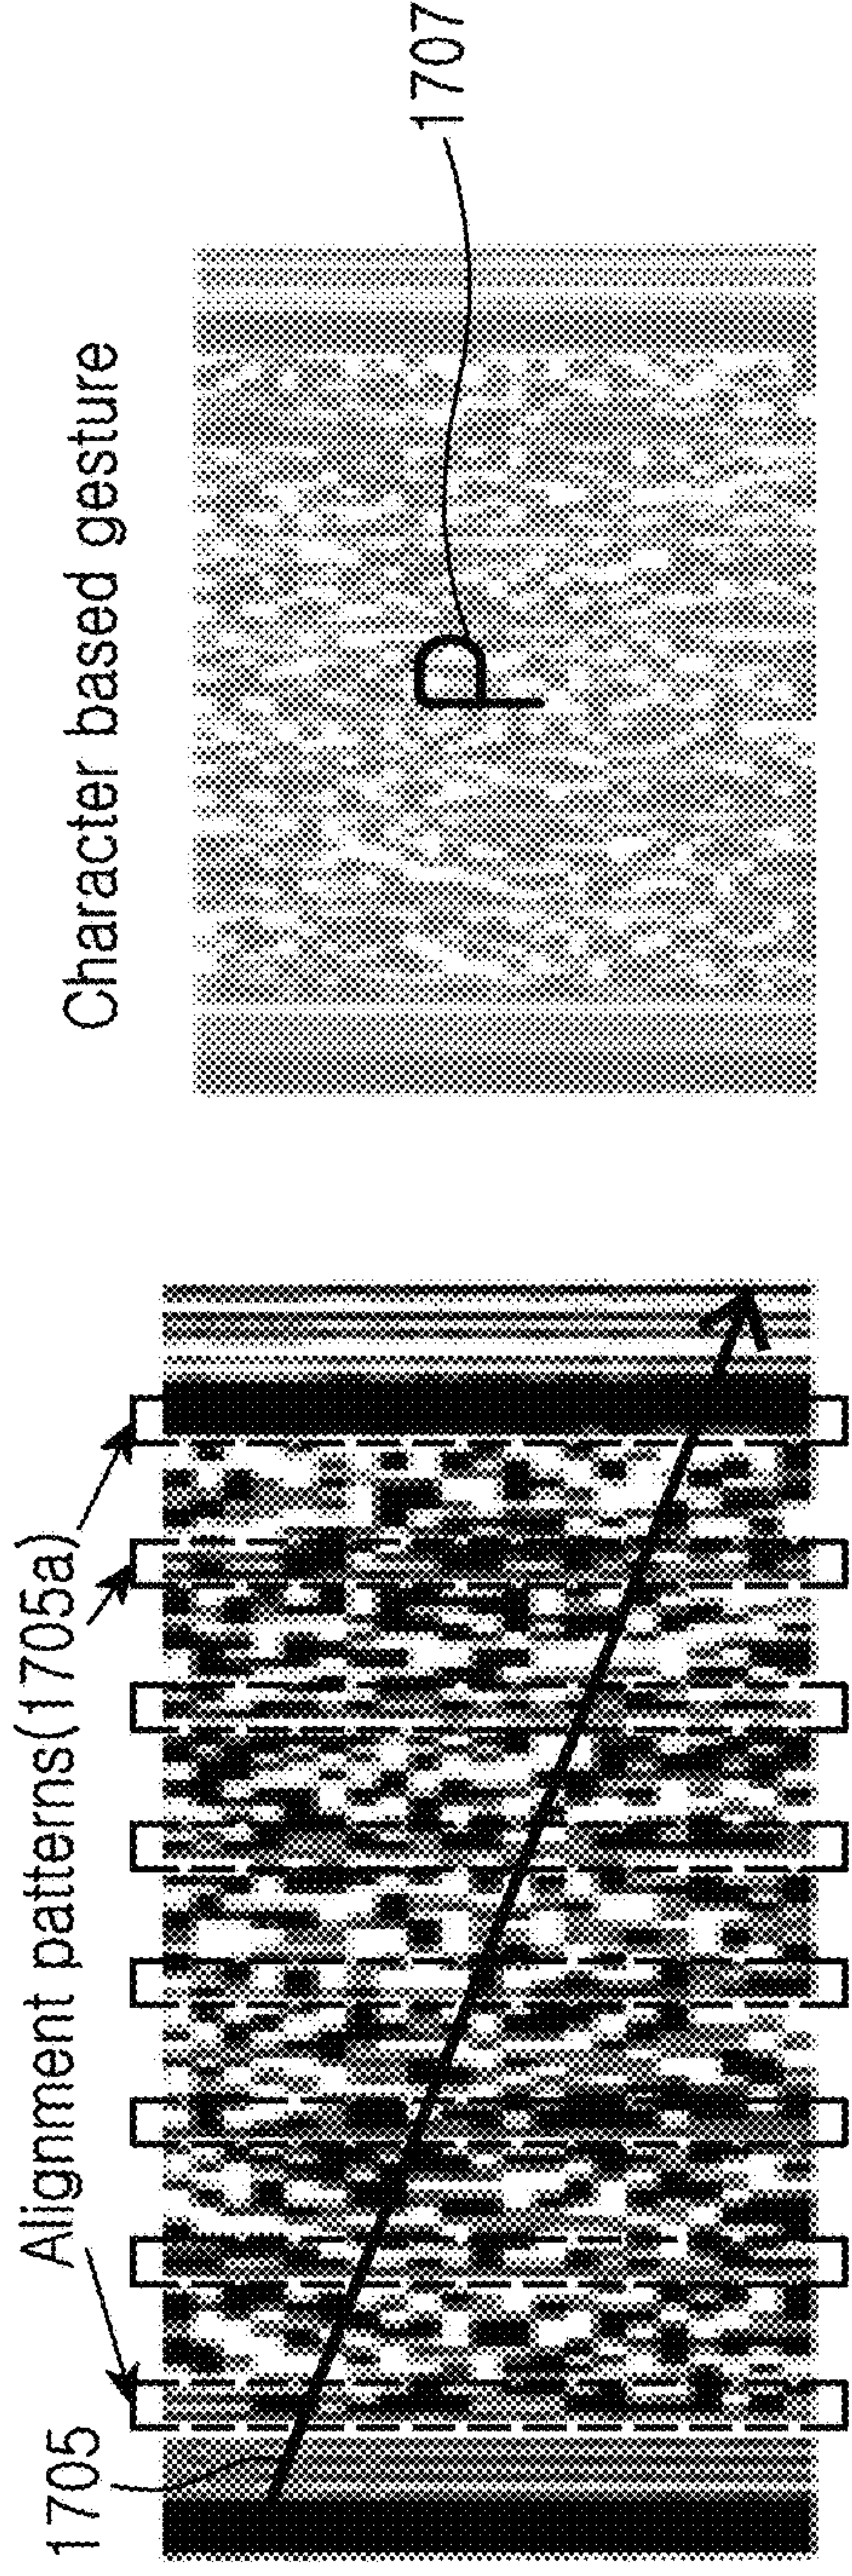 1705
Alignment patterns(1705a)
Character based gesture
P
1707